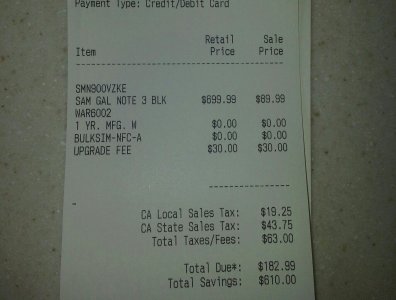 Payment Type: Credit/Debit Card
Retail Sale
Item Price Price
SMN900VZKE
SAM GAL NOTE 3 BLK $699.99 $89.99
WAR6002
1 YR. MFG. W $0.00 $0.00
BULKSIM-NFC-A $0.00 $0.00
UPGRADE FEE $30.00 $30.00
CA Local Sales Tax: $19.25
CA State Sales Tax: $43.75
Total Taxes/Fees: $63.00
Total Due*: $182.99
Total Savings: $610.00